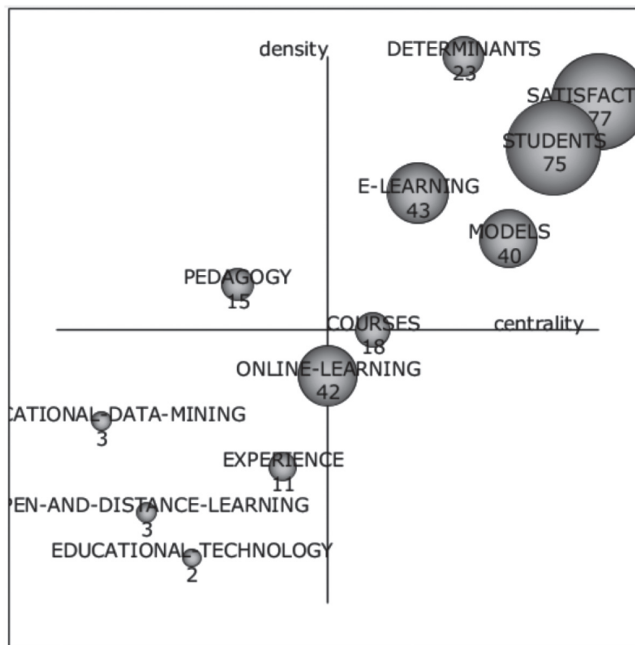 density
DETERMINANTS
23
SATISFACT
77
STUDENTS
75
E-LEARNING
43
MODELS
40
PEDAGOGY
15
COURSES
18
centrality
ONLINE-LEARNING
42
CATIONAL-DATA-MINING
3
EXPERIENCE
11
PEN-AND-DISTANCE-LEARNING
3
EDUCATIONAL-TECHNOLOGY
2